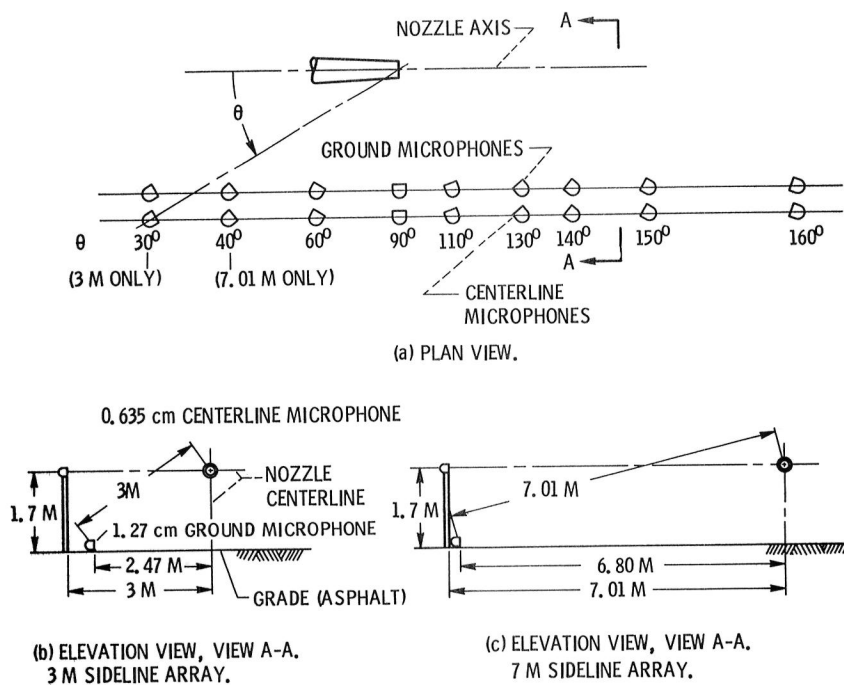 A
NOZZLE AXIS
θ
GROUND MICROPHONES
θ 30° 40° 60° 90° 110° 130° 140° 150° 160°
(3 M ONLY) (7.01 M ONLY)
A
CENTERLINE
MICROPHONES
(a) PLAN VIEW.
0.635 cm CENTERLINE MICROPHONE
3M
NOZZLE
CENTERLINE
1.7 M
1.27 cm GROUND MICROPHONE
2.47 M
3 M
GRADE (ASPHALT)
(b) ELEVATION VIEW, VIEW A-A.
3 M SIDELINE ARRAY.
7.01 M
1.7 M
6.80 M
7.01 M
(c) ELEVATION VIEW, VIEW A-A.
7 M SIDELINE ARRAY.